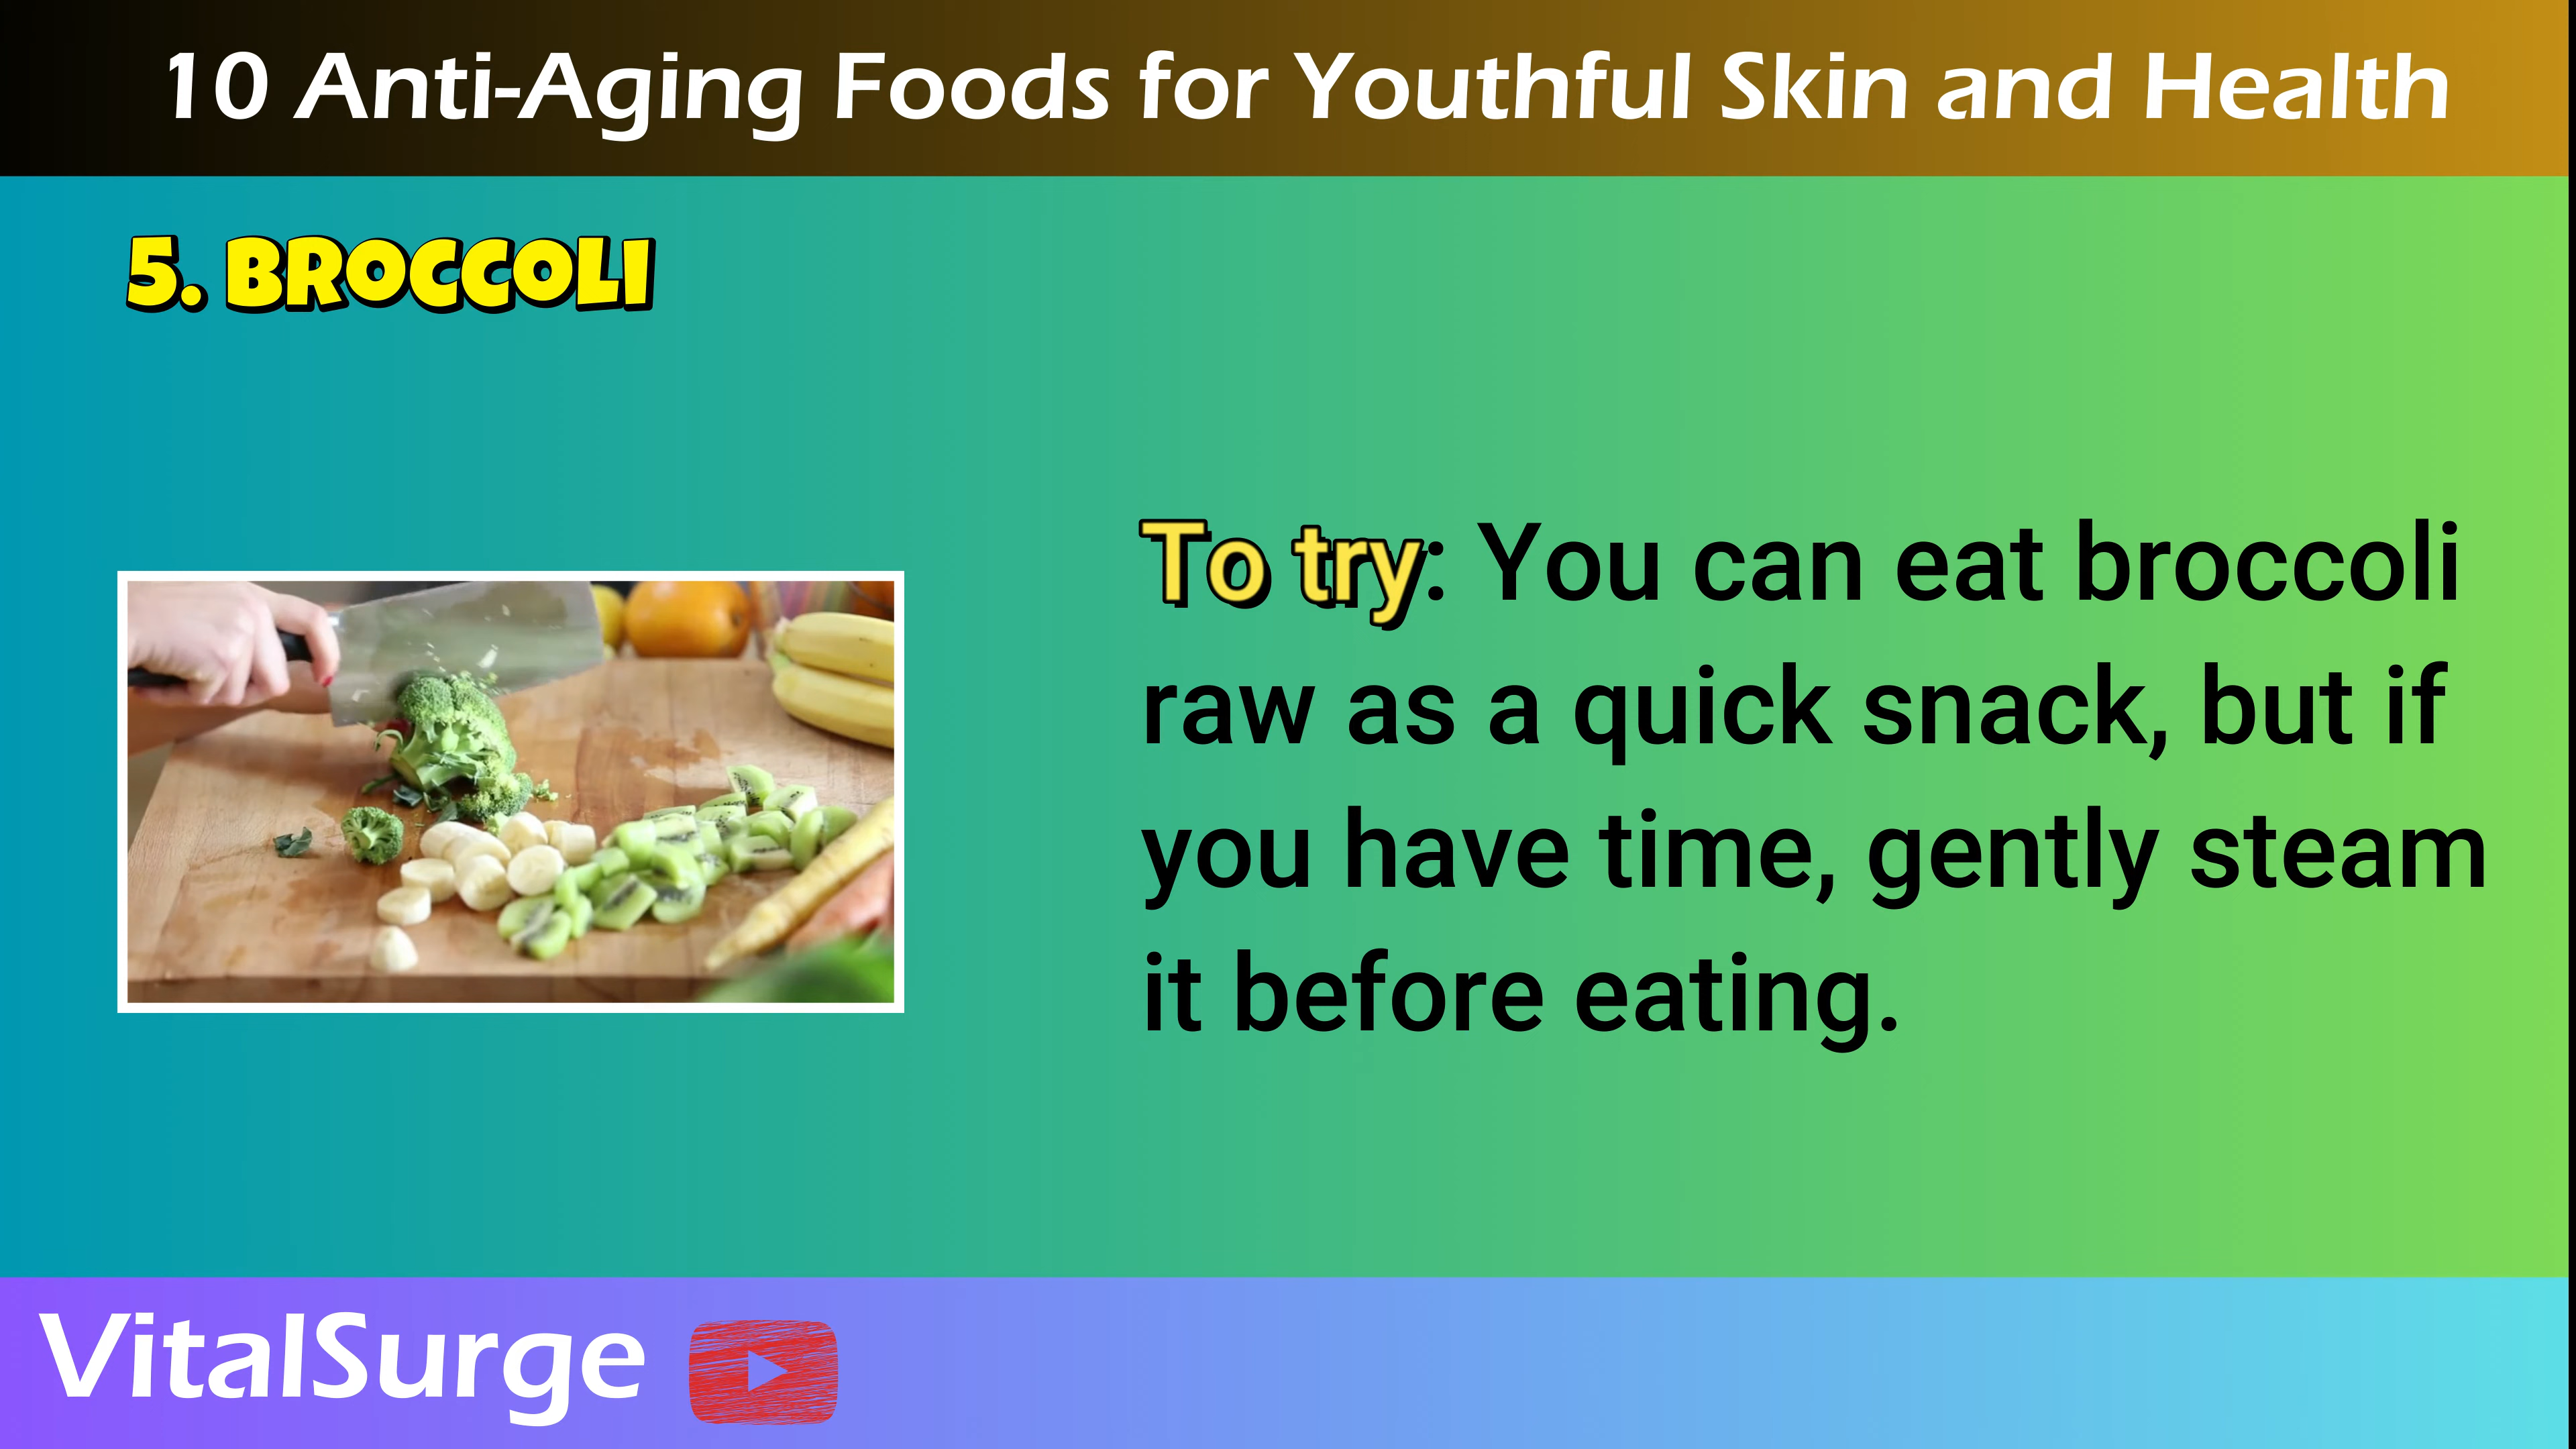 10 Anti-Aging Foods for Youthful Skin and Health
5. BROCCOLI
To try: You can eat broccoli
raw as a quick snack, but if
you have time, gently steam
it before eating.
VitalSurge